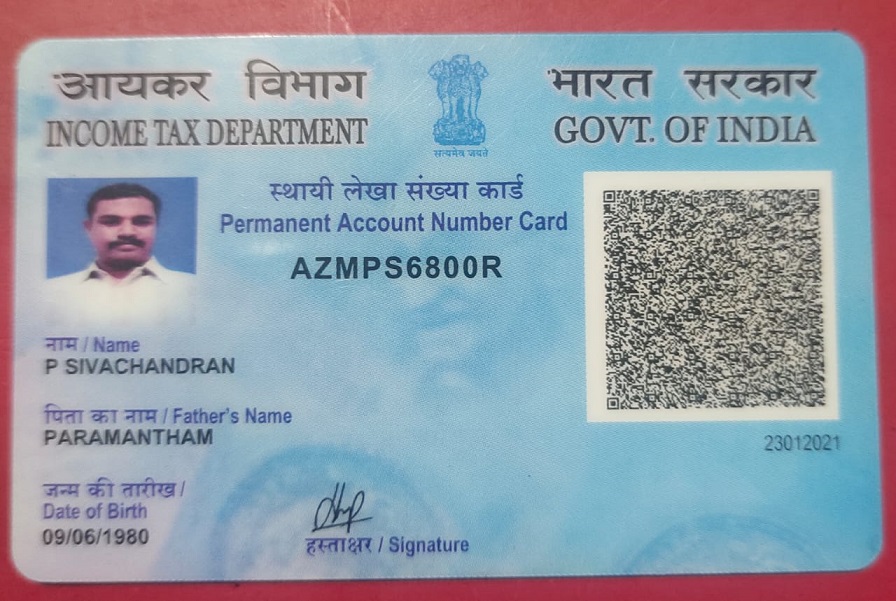 आयकर विभाग
INCOME TAX DEPARTMENT
सत्यमेव जयते
भारत सरकार
GOVT. OF INDIA
स्थायी लेखा संख्या कार्ड
Permanent Account Number Card
AZMPS6800R
नाम / Name
P SIVACHANDRAN
पिता का नाम / Father's Name
PARAMANTHAM
23012021
जन्म की तारीख /
Date of Birth
09/06/1980
हस्ताक्षर / Signature